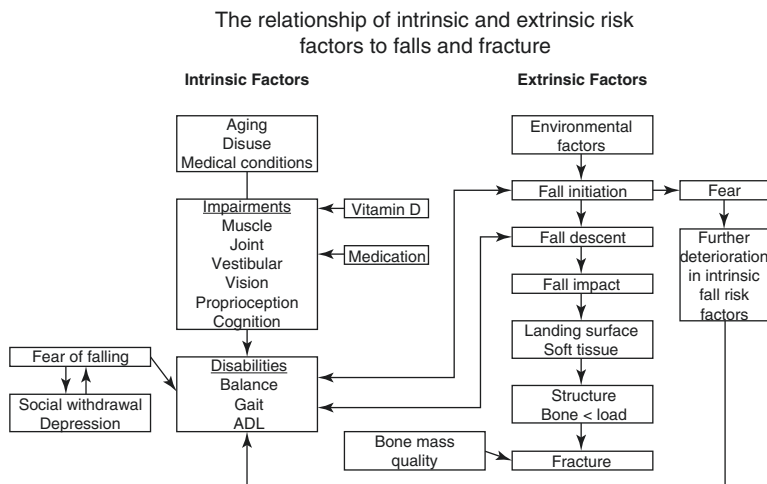 The relationship of intrinsic and extrinsic risk
factors to falls and fracture
Intrinsic Factors
Aging
Disuse
Medical conditions
Impairments
Muscle
Joint
Vestibular
Vision
Proprioception
Cognition
Vitamin D
Medication
Fear of falling
Social withdrawal
Depression
Disabilities
Balance
Gait
ADL
Extrinsic Factors
Environmental
factors
Fall initiation
Fear
Fall descent
Further
deterioration
in intrinsic
fall risk
factors
Fall impact
Landing surface
Soft tissue
Structure
Bone < load
Bone mass
quality
Fracture